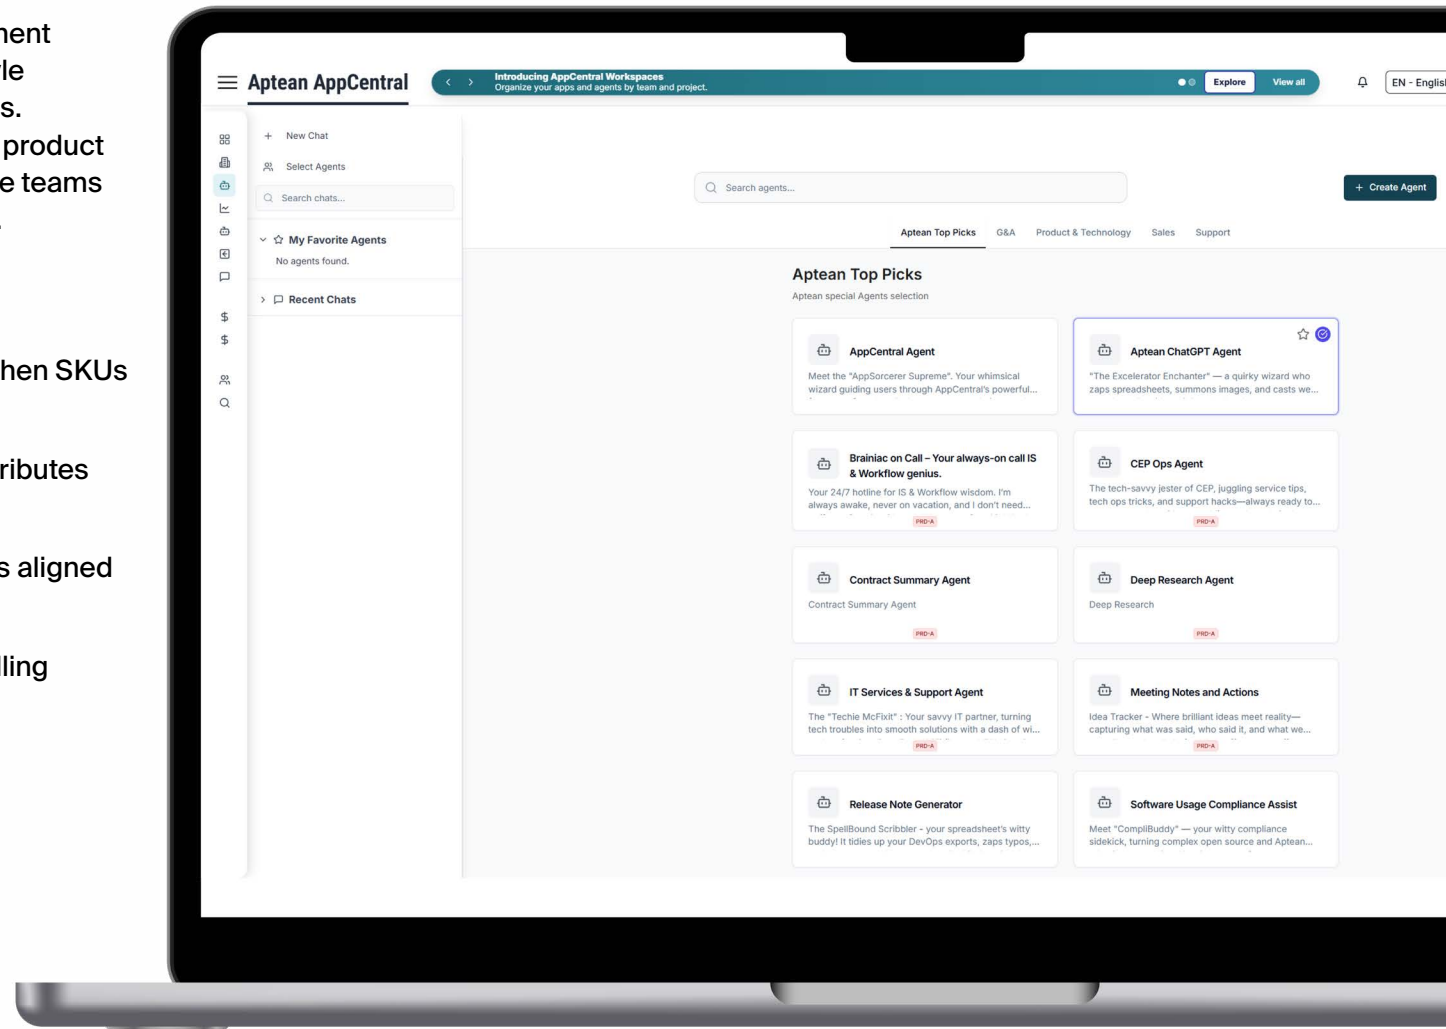 nent
le
s.
product
e teams
hen SKUs
ributes
s aligned
lling
Aptean AppCentral
Introducing AppCentral Workspaces
Organize your apps and agents by team and project.
Explore
View all
EN - English
New Chat
Select Agents
Search chats...
My Favorite Agents
No agents found.
Recent Chats
Search agents...
+ Create Agent
Aptean Top Picks
G&A
Product & Technology
Sales
Support
Aptean Top Picks
Aptean special Agents selection
AppCentral Agent
Meet the "AppSorcerer Supreme". Your whimsical
wizard guiding users through AppCentral's powerful...
Aptean ChatGPT Agent
"The Excelerator Enchanter" — a quirky wizard who
zaps spreadsheets, summons images, and casts we...
Brainiac on Call – Your always-on call IS
& Workflow genius.
Your 24/7 hotline for IS & Workflow wisdom. I'm
always awake, never on vacation, and I don't need...
PRD-A
CEP Ops Agent
The tech-savvy jester of CEP, juggling service tips,
tech ops tricks, and support hacks—always ready to...
PRD-A
Contract Summary Agent
Contract Summary Agent
PRD-A
Deep Research Agent
Deep Research
PRD-A
IT Services & Support Agent
The "Techie McFixit" : Your savvy IT partner, turning
tech troubles into smooth solutions with a dash of wi...
PRD-A
Meeting Notes and Actions
Idea Tracker - Where brilliant ideas meet reality—
capturing what was said, who said it, and what we...
PRD-A
Release Note Generator
The SpellBound Scribbler - your spreadsheet's witty
buddy! It tidies up your DevOps exports, zaps typos,...
Software Usage Compliance Assist
Meet "CompliBuddy" — your witty compliance
sidekick, turning complex open source and Aptean...